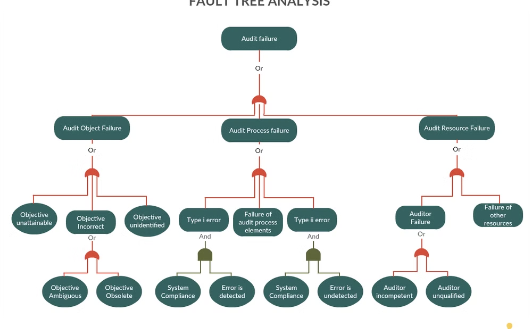 FAULT TREE ANALYSIS
Audit failure
Or
Audit Object Failure
Audit Process failure
Audit Resource Failure
Or
Or
Or
Objective
unattainable
Objective
Incorrect
Objective
unidentified
Type i error
Failure of
audit process
elements
Type ii error
Auditor
Failure
Failure of
other
resources
Or
And
And
Or
Objective
Ambiguous
Objective
Obsolete
System
Compliance
Error is
detected
System
Compliance
Error is
undetected
Auditor
incompetent
Auditor
unqualified